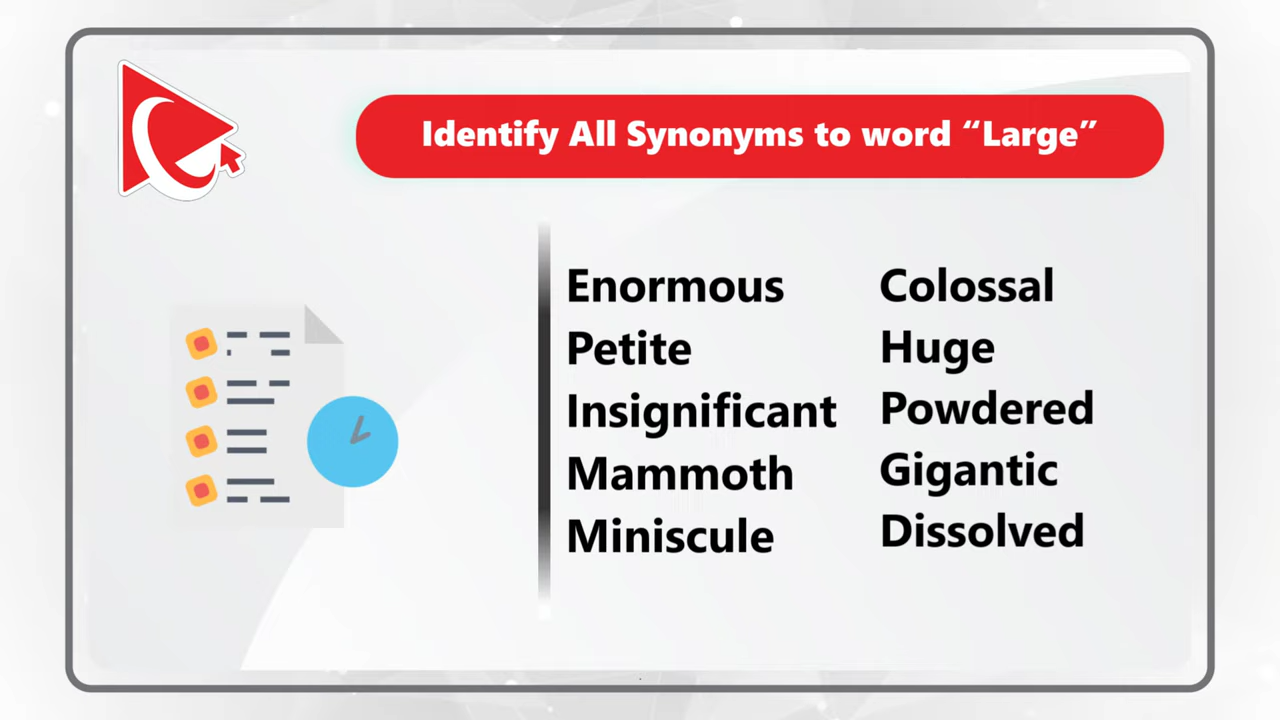 Identify All Synonyms to word “Large”
Enormous
Petite
Insignificant
Mammoth
Miniscule
Colossal
Huge
Powdered
Gigantic
Dissolved